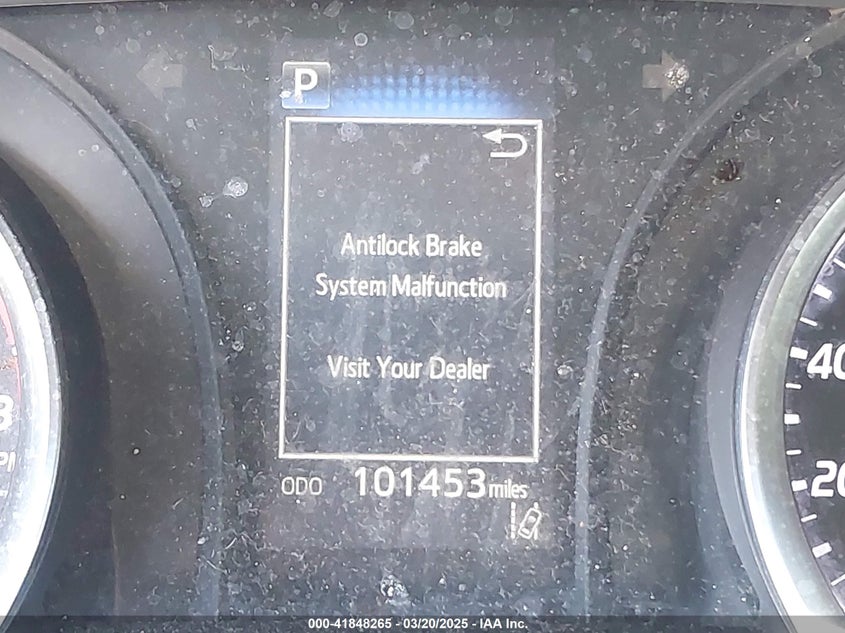 P
Antilock Brake
System Malfunction
Visit Your Dealer
ODO 101453 miles
40
20
000-41848265 - 03/20/2025 - IAA Inc.